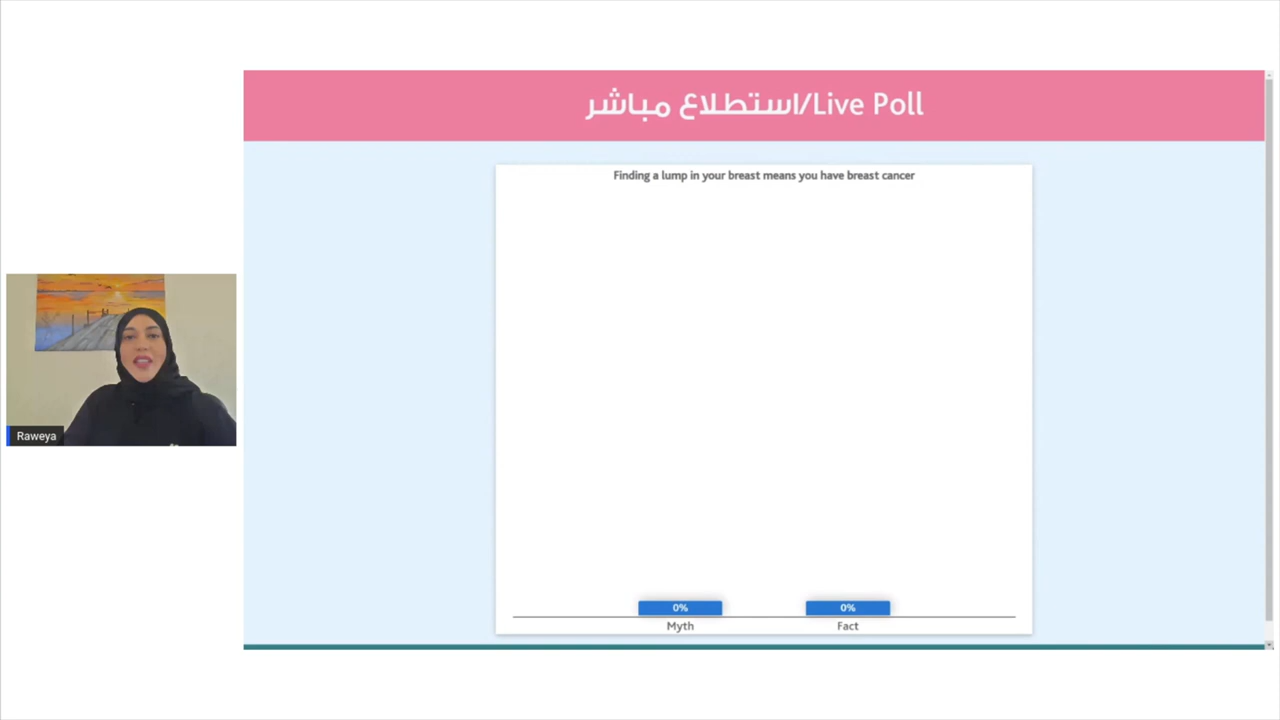 استطلاع مباشر/Live Poll
Finding a lump in your breast means you have breast cancer
0%
0%
Myth
Fact
Raweya